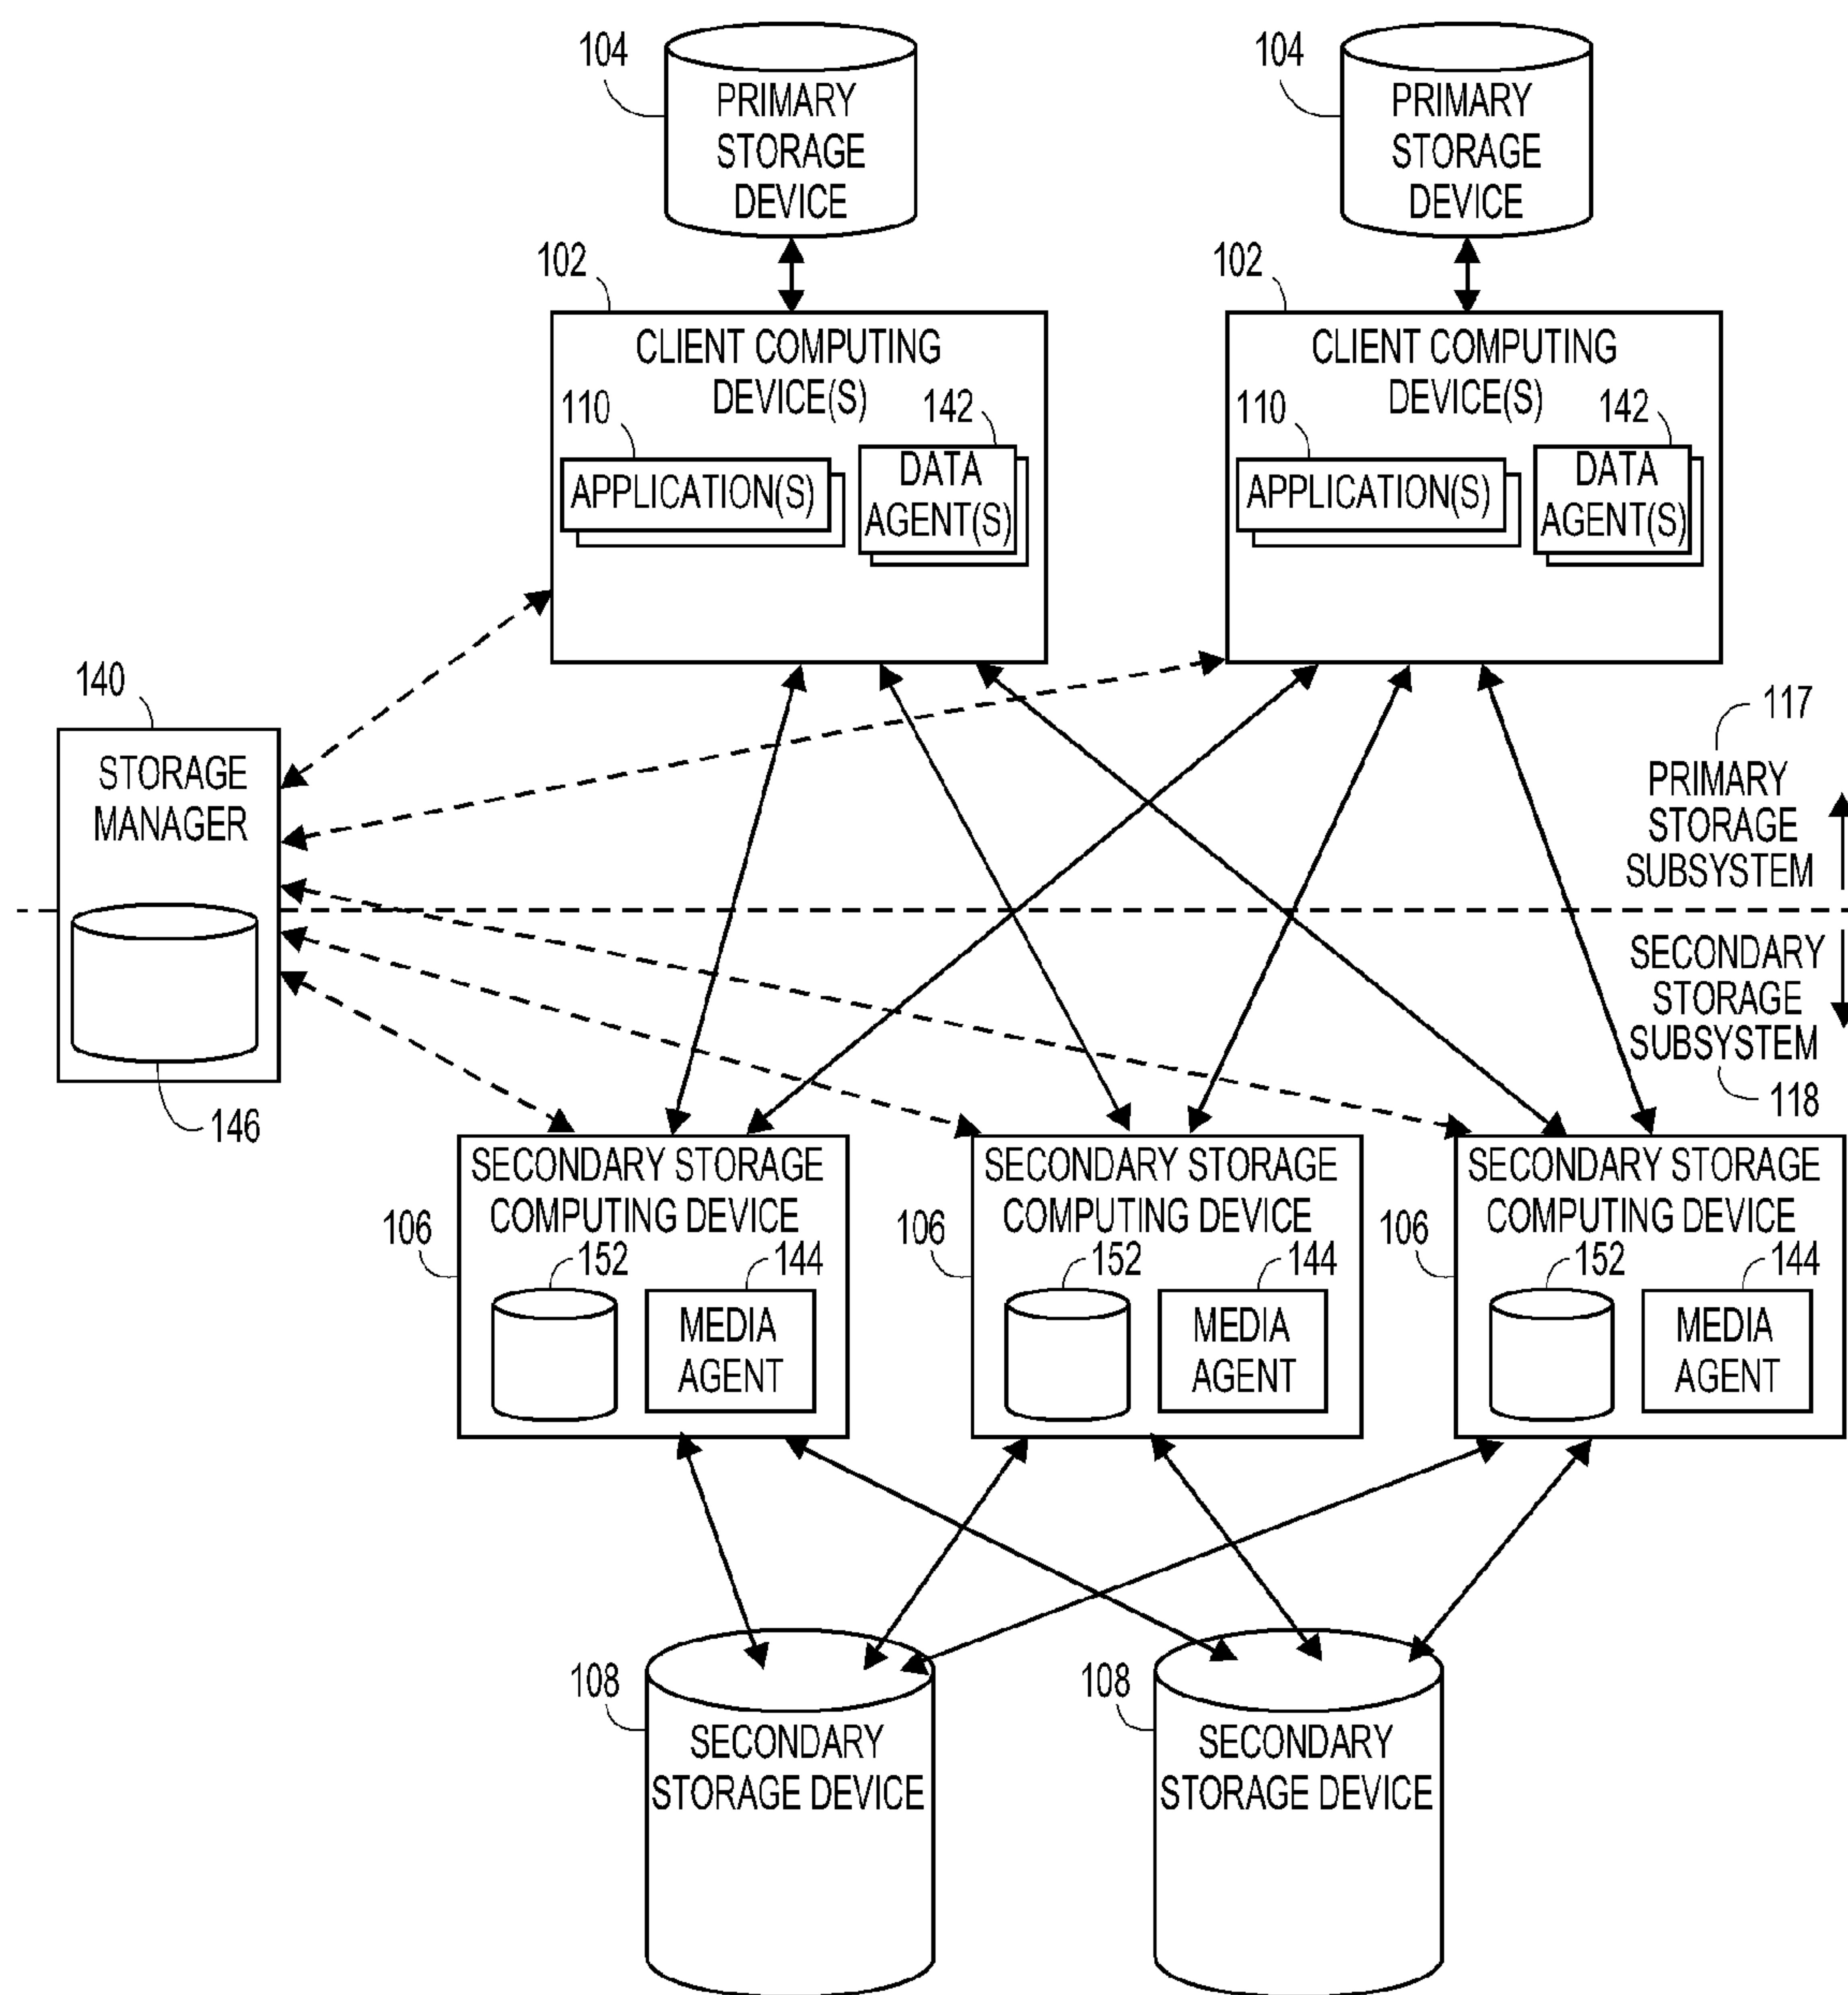 104
PRIMARY
STORAGE
DEVICE
104
PRIMARY
STORAGE
DEVICE
102
CLIENT COMPUTING
DEVICE(S)
110
142
APPLICATION(S)
DATA
AGENT(S)
102
CLIENT COMPUTING
DEVICE(S)
110
142
APPLICATION(S)
DATA
AGENT(S)
140
STORAGE
MANAGER
146
117
PRIMARY
STORAGE
SUBSYSTEM
SECONDARY
STORAGE
SUBSYSTEM
118
SECONDARY STORAGE
COMPUTING DEVICE
106
152
144
MEDIA
AGENT
SECONDARY STORAGE
COMPUTING DEVICE
106
152
144
MEDIA
AGENT
SECONDARY STORAGE
COMPUTING DEVICE
106
152
144
MEDIA
AGENT
108
SECONDARY
STORAGE DEVICE
108
SECONDARY
STORAGE DEVICE